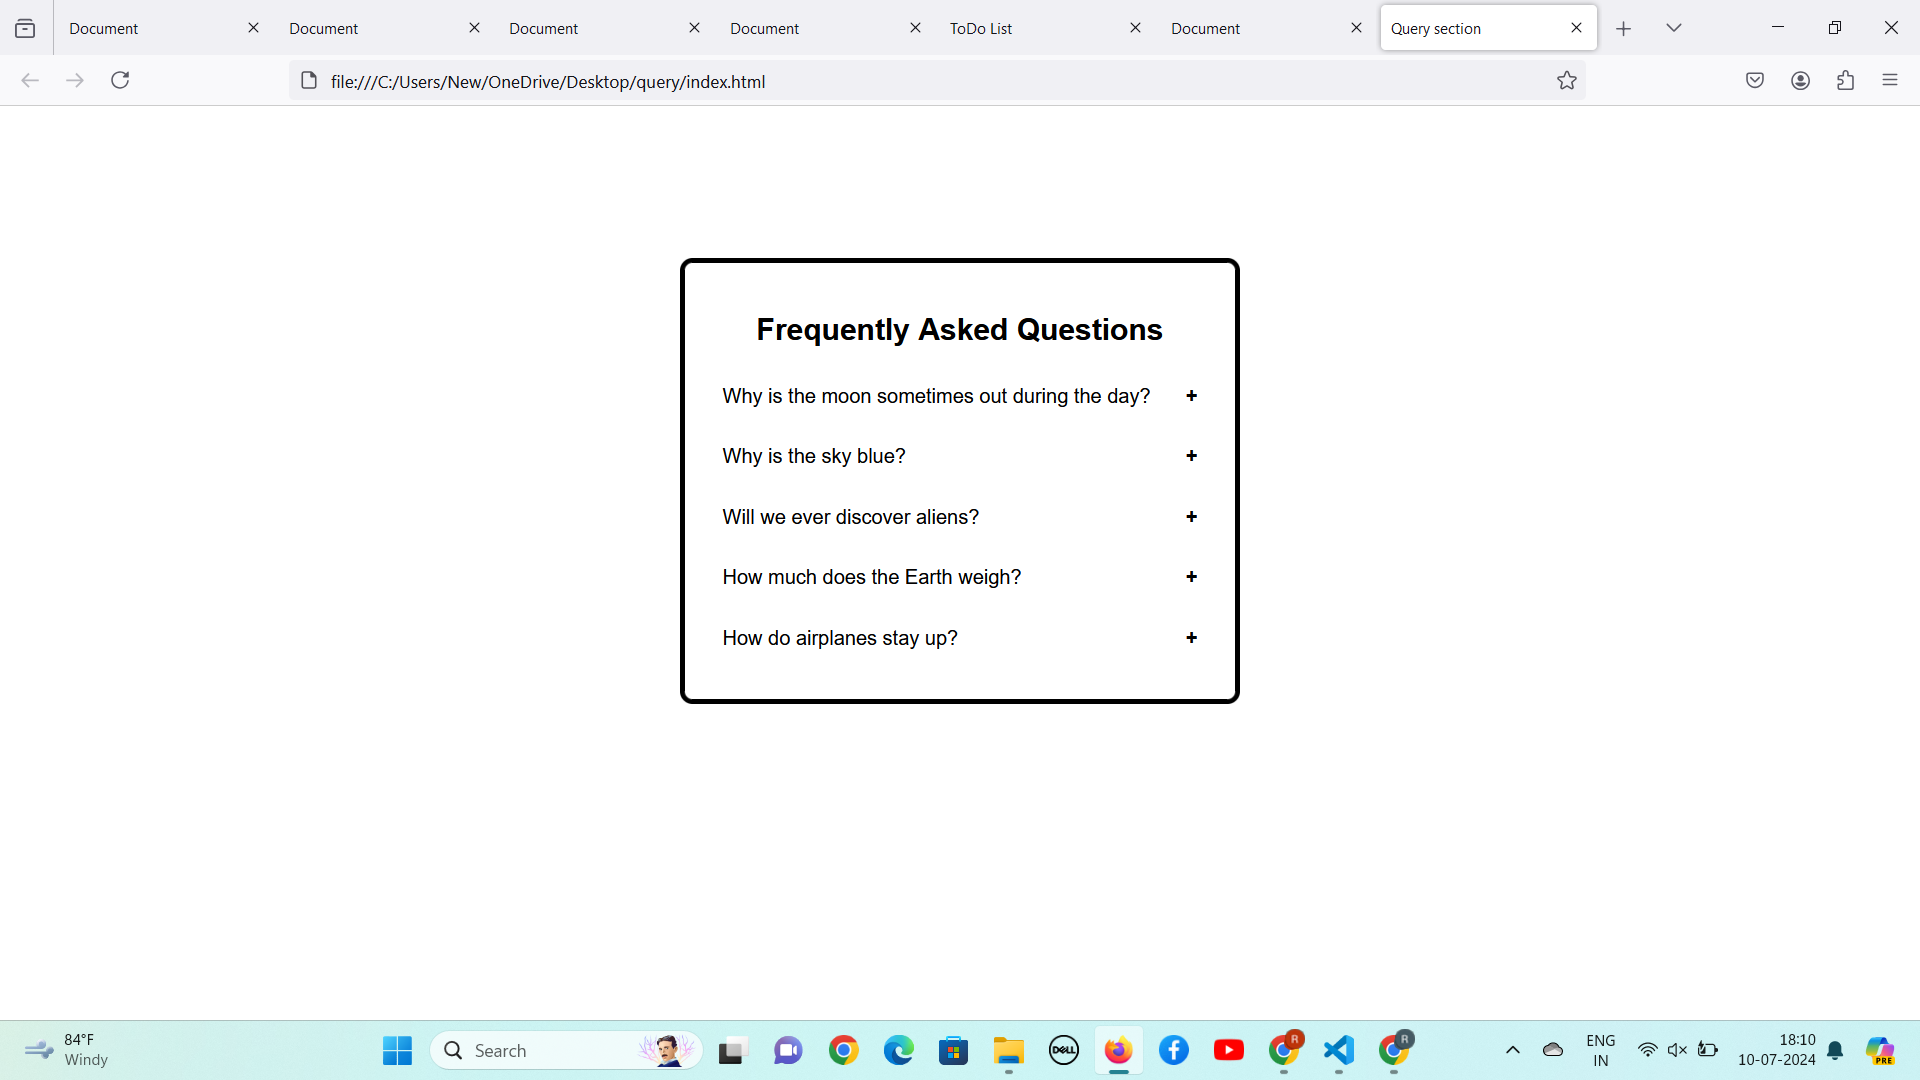 Document
Document
Document
Document
ToDo List
Document
Query section
file:///C:/Users/New/OneDrive/Desktop/query/index.html
Frequently Asked Questions
Why is the moon sometimes out during the day? +
Why is the sky blue? +
Will we ever discover aliens? +
How much does the Earth weigh? +
How do airplanes stay up? +
84°F
Windy
Search
DELL
R
R
ENG
IN
18:10
10-07-2024
PRE